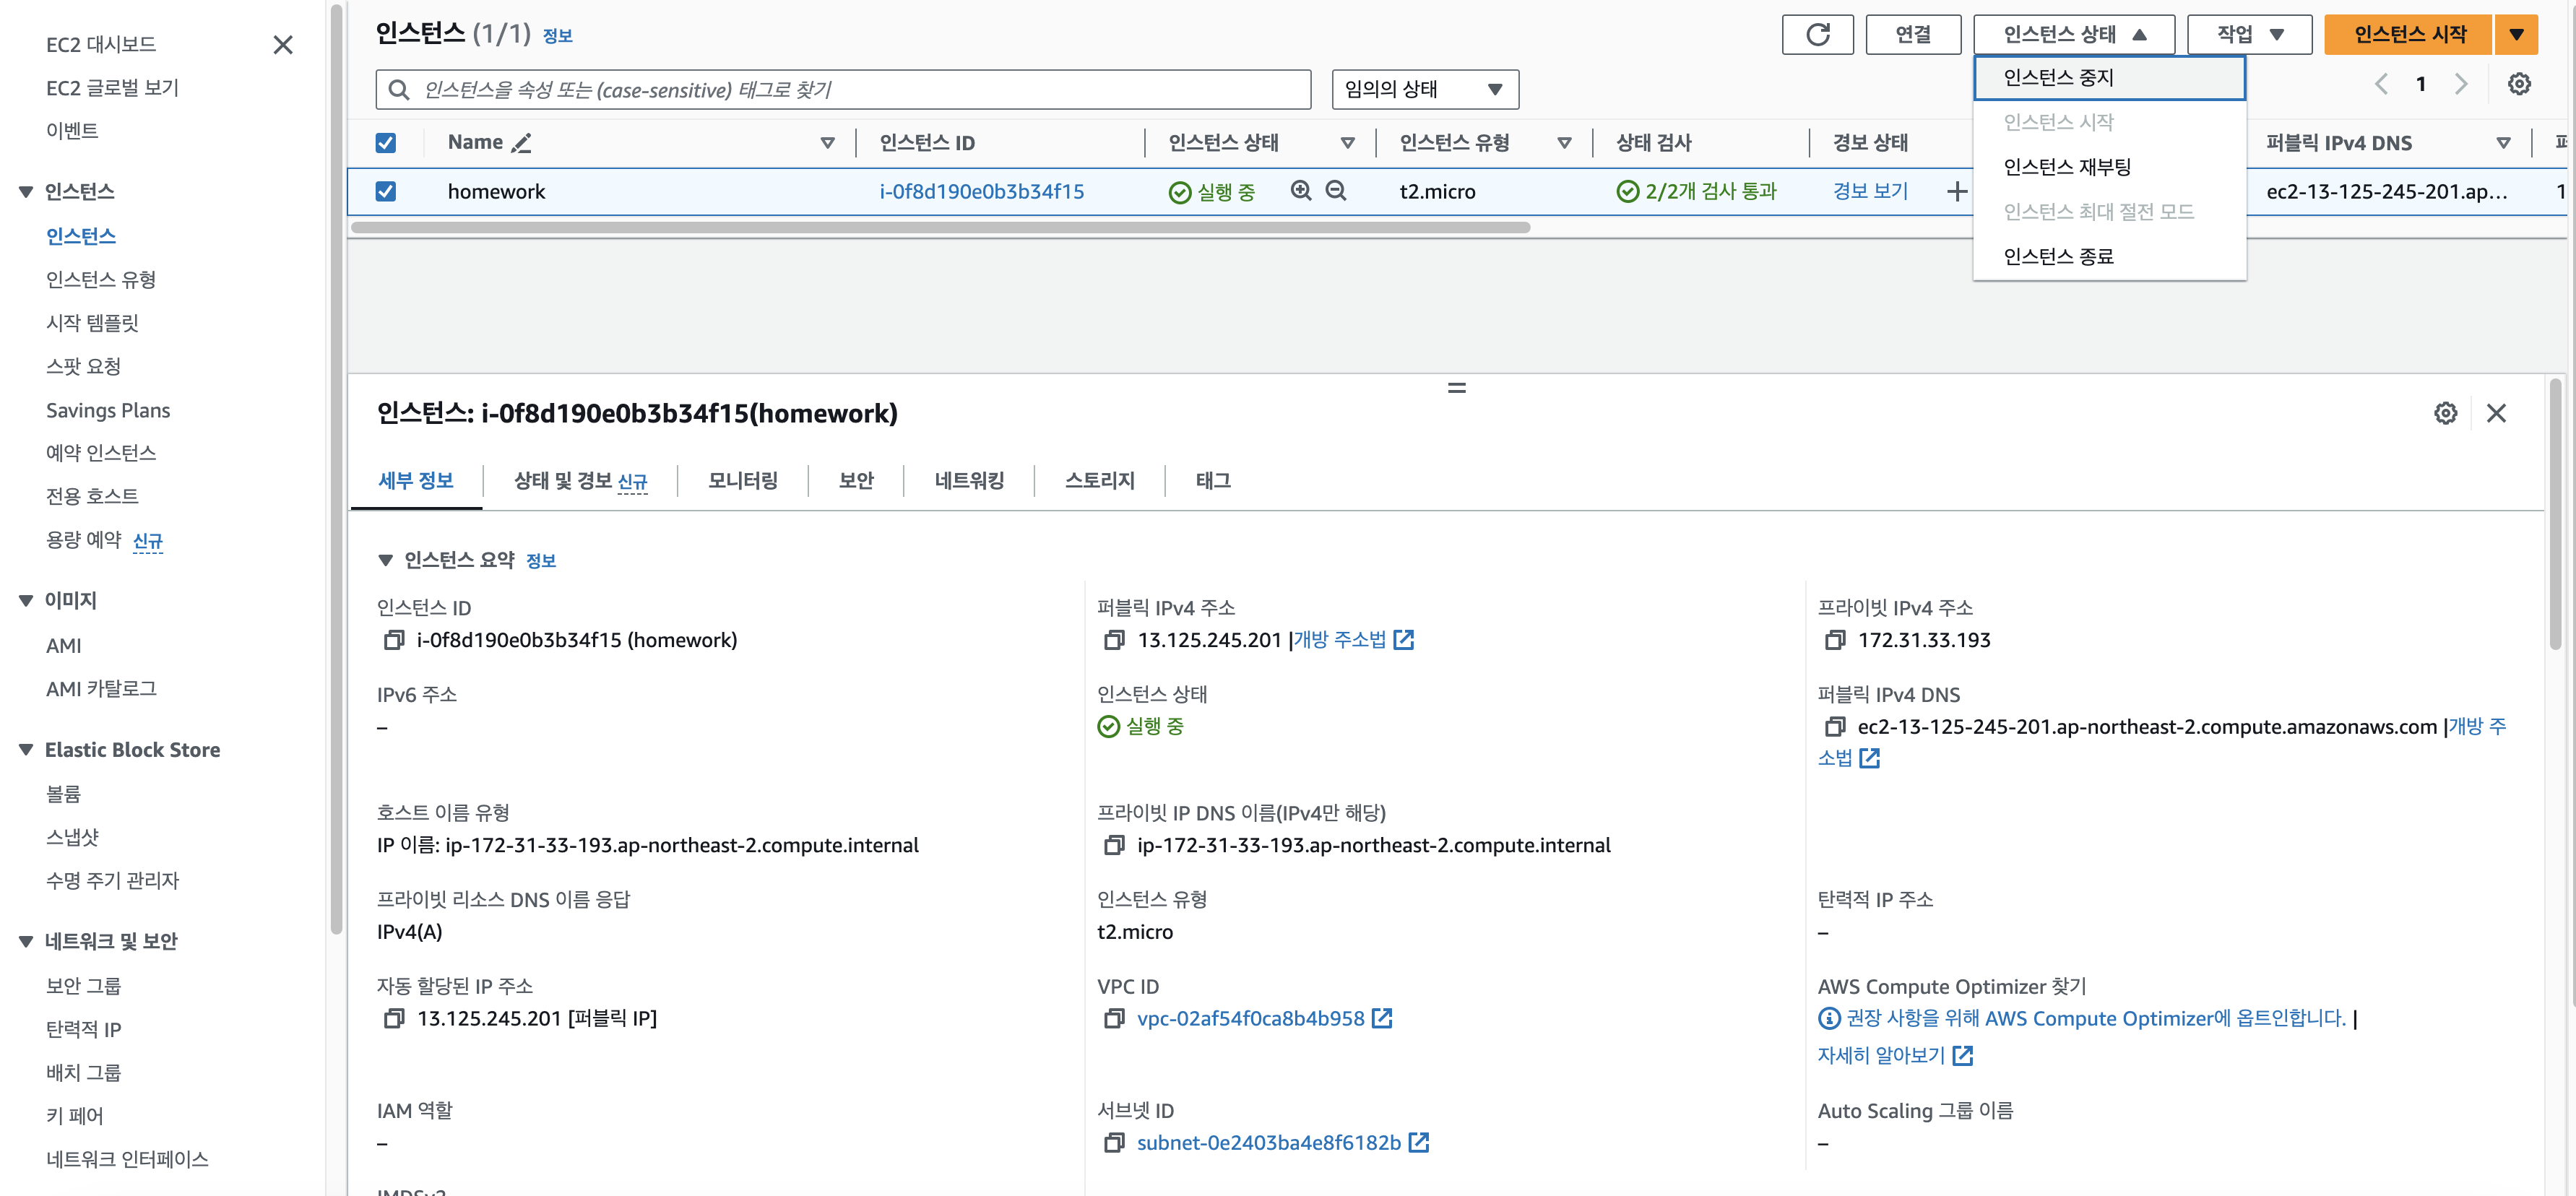 EC2 대시보드
EC2 글로벌 보기
이벤트
인스턴스
인스턴스
인스턴스 유형
시작 템플릿
스팟 요청
Savings Plans
예약 인스턴스
전용 호스트
용량 예약 신규
이미지
AMI
AMI 카탈로그
Elastic Block Store
볼륨
스냅샷
수명 주기 관리자
네트워크 및 보안
보안 그룹
탄력적 IP
배치 그룹
키 페어
네트워크 인터페이스
인스턴스 (1/1) 정보
연결
인스턴스 상태
작업
인스턴스 시작
인스턴스를 속성 또는 (case-sensitive) 태그로 찾기
임의의 상태
1
인스턴스 중지
인스턴스 시작
인스턴스 재부팅
인스턴스 최대 절전 모드
인스턴스 종료
Name 인스턴스 ID 인스턴스 상태 인스턴스 유형 상태 검사 경보 상태 퍼블릭 IPv4 DNS
homework i-0f8d190e0b3b34f15 실행 중 t2.micro 2/2개 검사 통과 경보 보기 ec2-13-125-245-201.ap... 1
인스턴스: i-0f8d190e0b3b34f15(homework)
세부 정보 상태 및 경보 신규 모니터링 보안 네트워킹 스토리지 태그
인스턴스 요약 정보
인스턴스 ID
i-0f8d190e0b3b34f15 (homework)
퍼블릭 IPv4 주소
13.125.245.201 |개방 주소법
프라이빗 IPv4 주소
172.31.33.193
IPv6 주소
–
인스턴스 상태
실행 중
퍼블릭 IPv4 DNS
ec2-13-125-245-201.ap-northeast-2.compute.amazonaws.com |개방 주
소법
호스트 이름 유형
IP 이름: ip-172-31-33-193.ap-northeast-2.compute.internal
프라이빗 IP DNS 이름(IPv4만 해당)
ip-172-31-33-193.ap-northeast-2.compute.internal
프라이빗 리소스 DNS 이름 응답
IPv4(A)
인스턴스 유형
t2.micro
탄력적 IP 주소
–
자동 할당된 IP 주소
13.125.245.201 [퍼블릭 IP]
VPC ID
vpc-02af54f0ca8b4b958
AWS Compute Optimizer 찾기
권장 사항을 위해 AWS Compute Optimizer에 옵트인합니다. |
자세히 알아보기
IAM 역할
–
서브넷 ID
subnet-0e2403ba4e8f6182b
Auto Scaling 그룹 이름
–